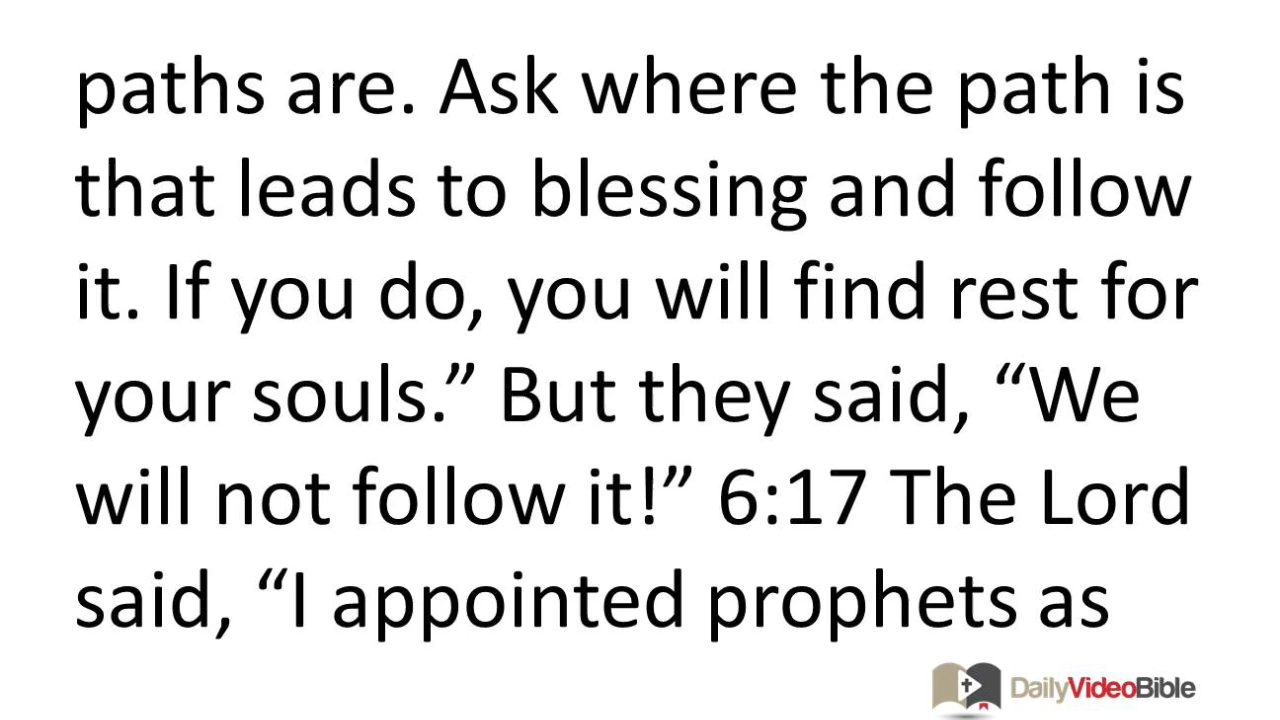 paths are. Ask where the path is
that leads to blessing and follow
it. If you do, you will find rest for
your souls.” But they said, “We
will not follow it!” 6:17 The Lord
said, “I appointed prophets as
DailyVideoBible